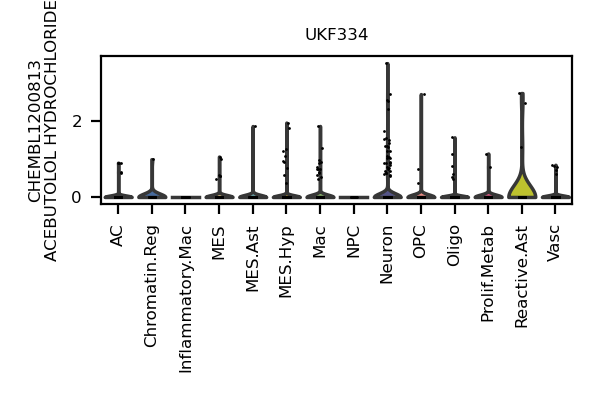 UKF334
CHEMBL1200813
ACEBUTOLOL HYDROCHLORIDE
2
0
AC
Chromatin.Reg
Inflammatory.Mac
MES
MES.Ast
MES.Hyp
Mac
NPC
Neuron
OPC
Oligo
Prolif.Metab
Reactive.Ast
Vasc